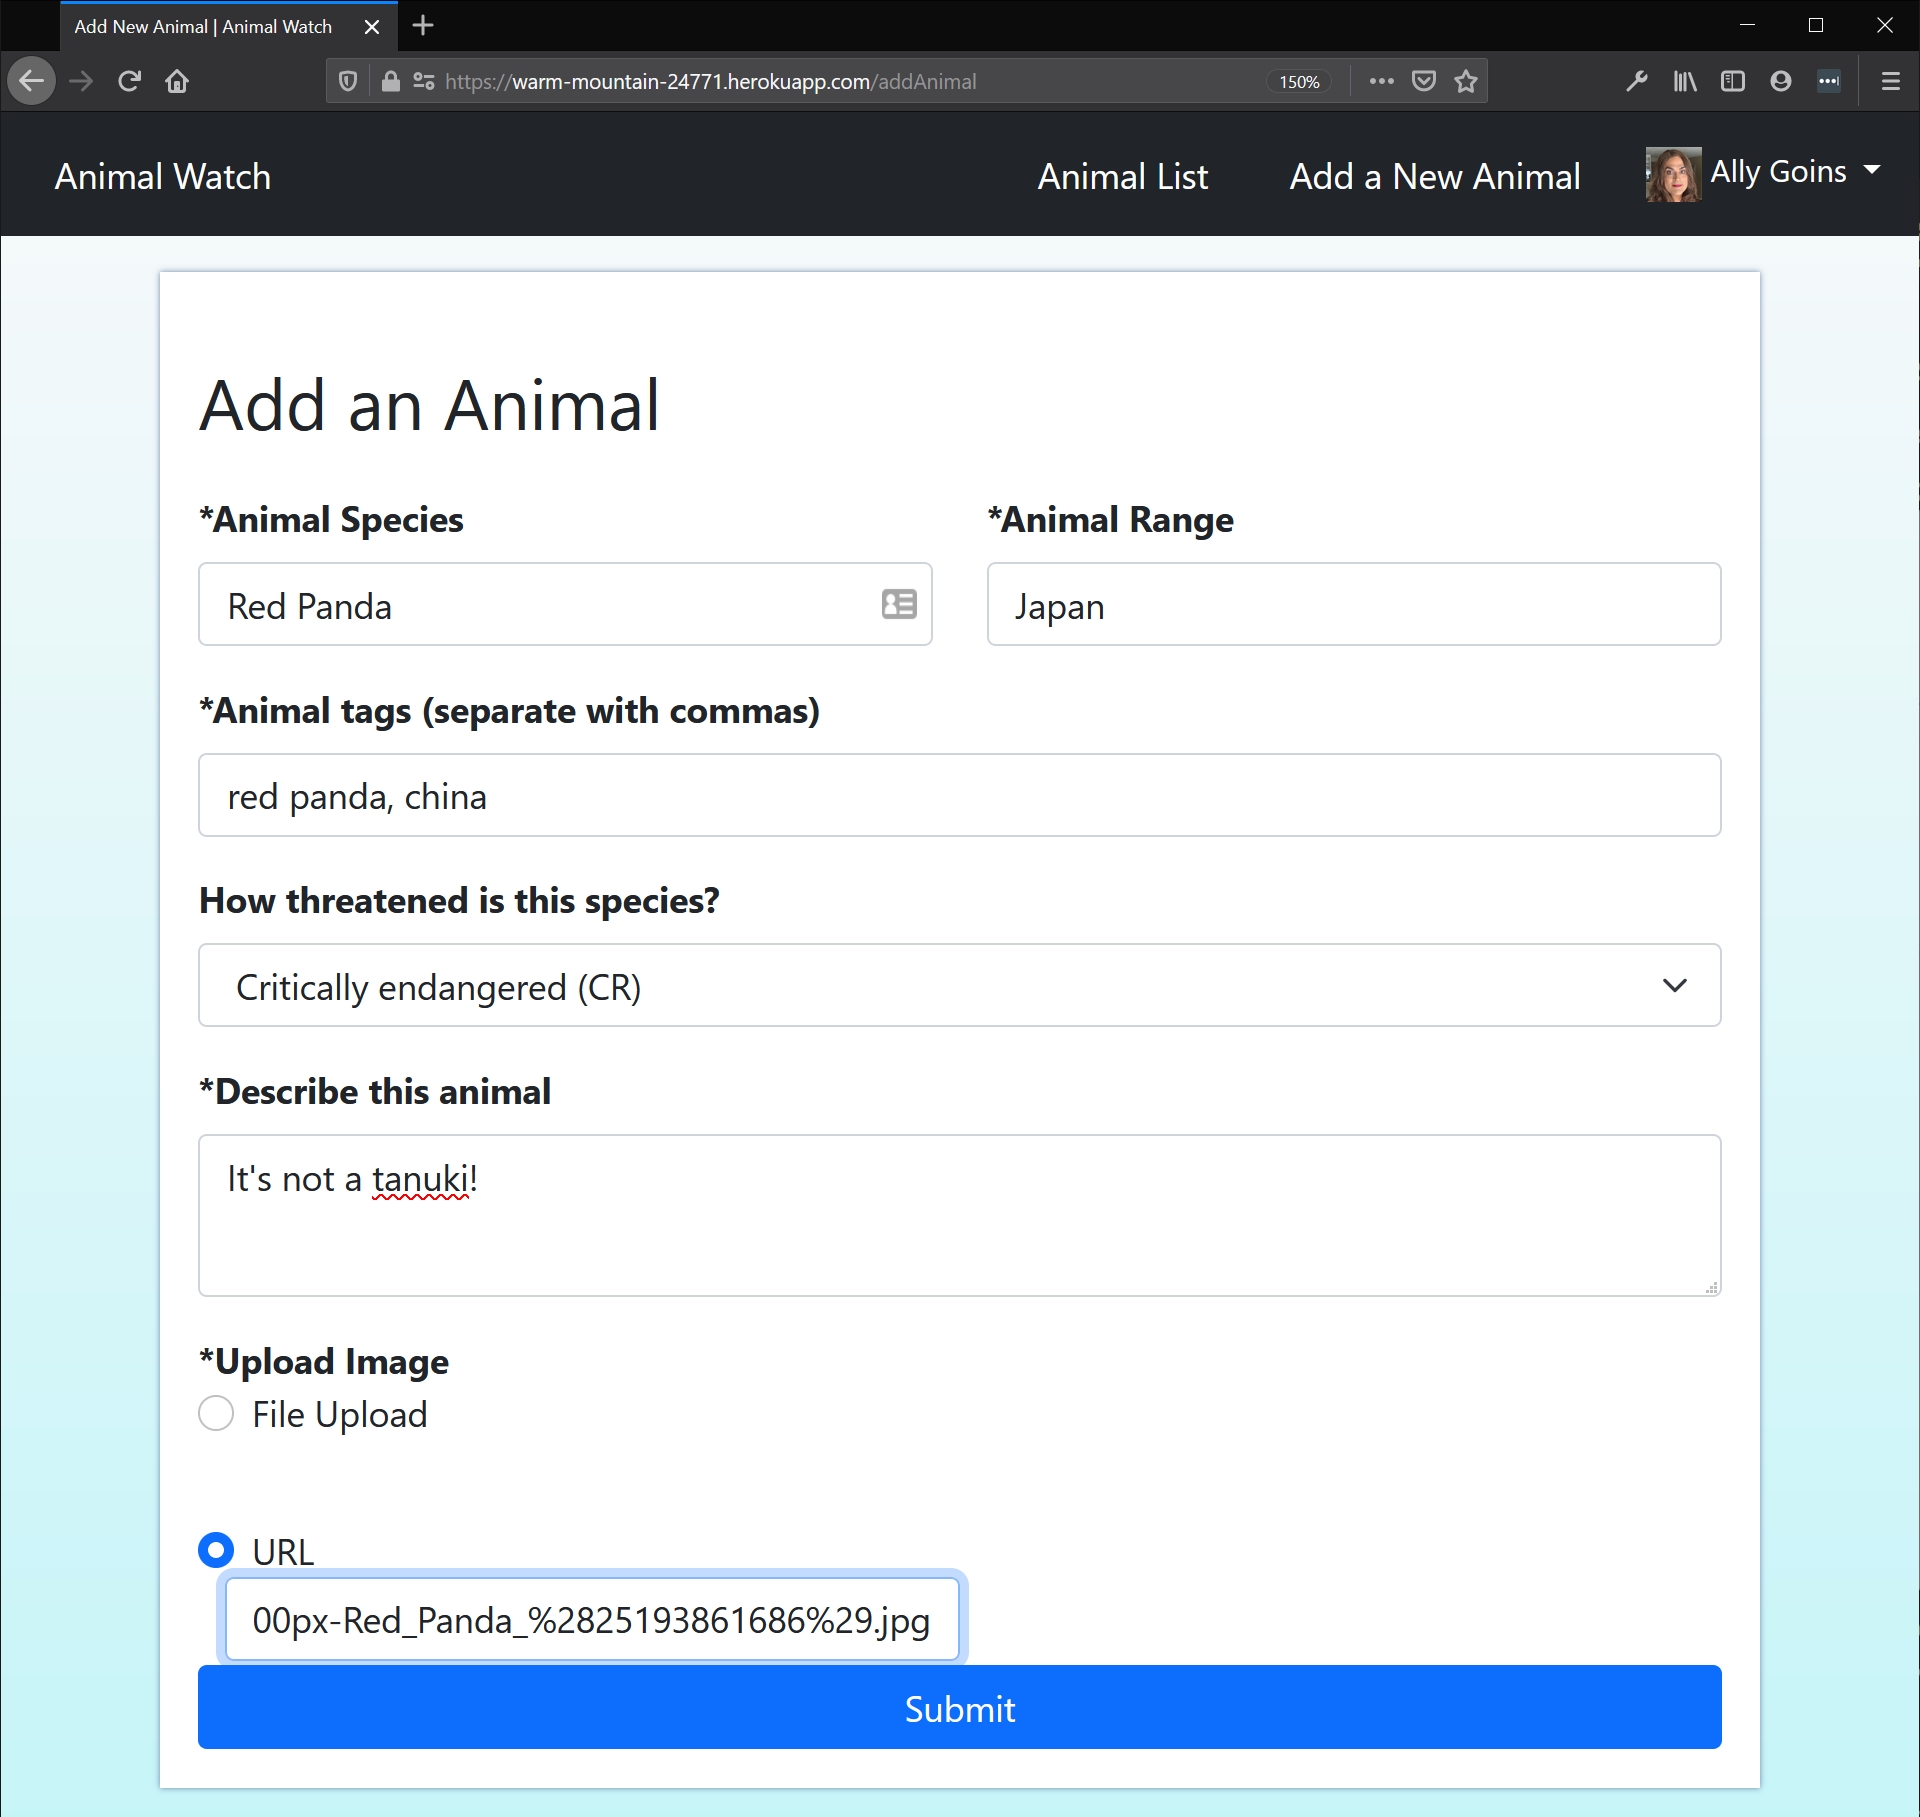 Add New Animal | Animal Watch
https://warm-mountain-24771.herokuapp.com/addAnimal
150%
Animal Watch
Animal List
Add a New Animal
Ally Goins
Add an Animal
*Animal Species
*Animal Range
Red Panda
Japan
*Animal tags (separate with commas)
red panda, china
How threatened is this species?
Critically endangered (CR)
*Describe this animal
It's not a tanuki!
*Upload Image
File Upload
URL
00px-Red_Panda_%2825193861686%29.jpg
Submit